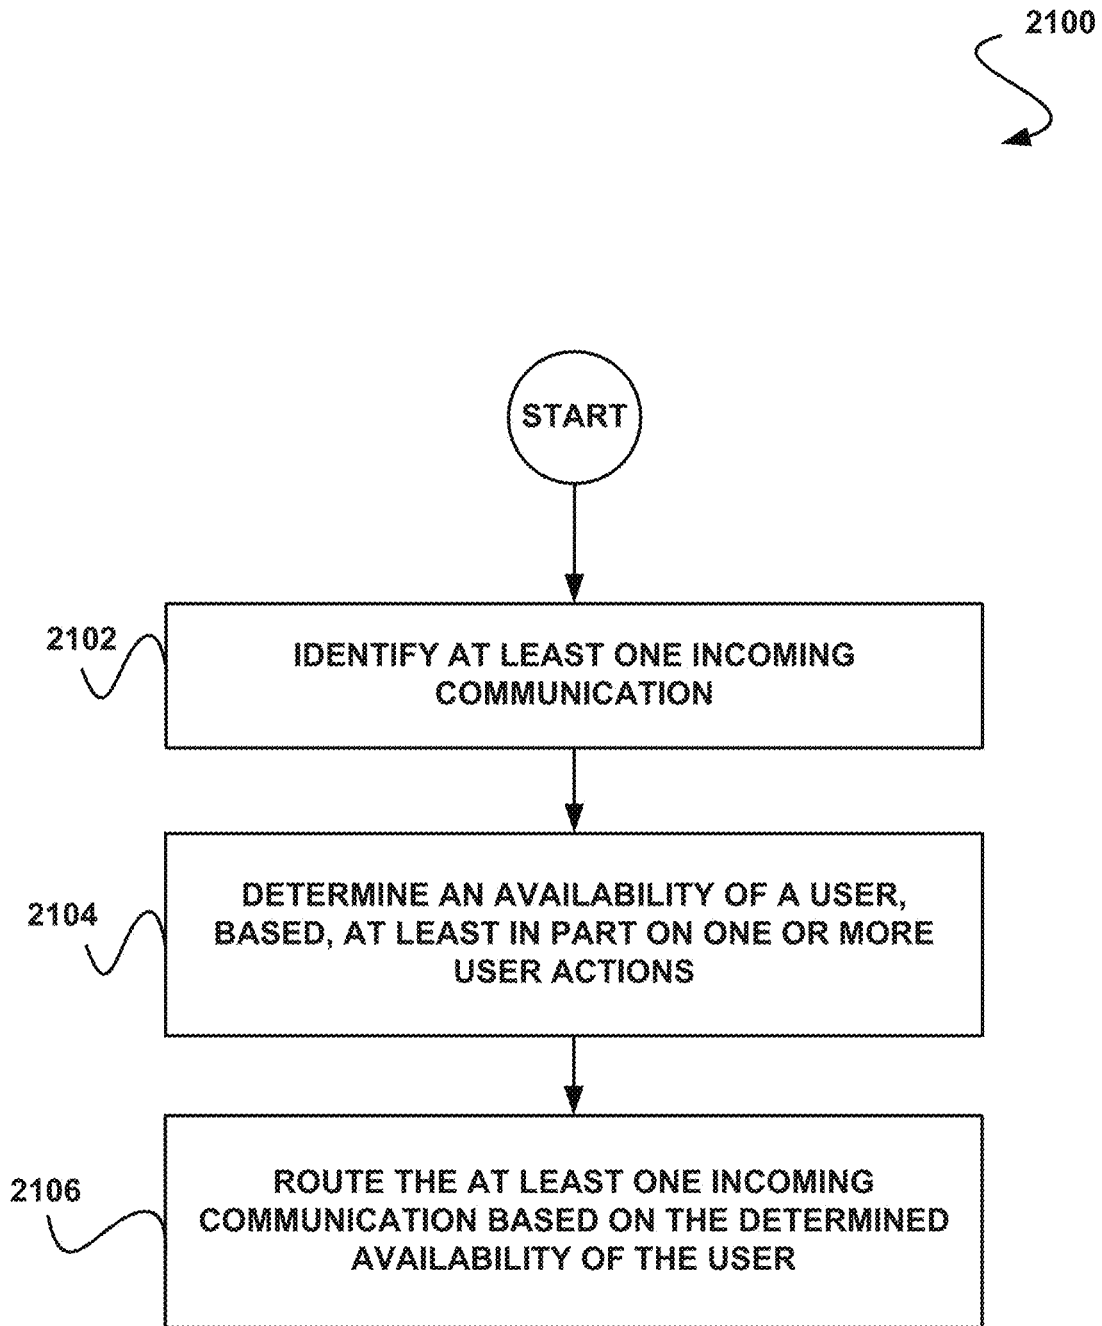 2100
START
2102
IDENTIFY AT LEAST ONE INCOMING
COMMUNICATION
2104
DETERMINE AN AVAILABILITY OF A USER,
BASED, AT LEAST IN PART ON ONE OR MORE
USER ACTIONS
2106
ROUTE THE AT LEAST ONE INCOMING
COMMUNICATION BASED ON THE DETERMINED
AVAILABILITY OF THE USER